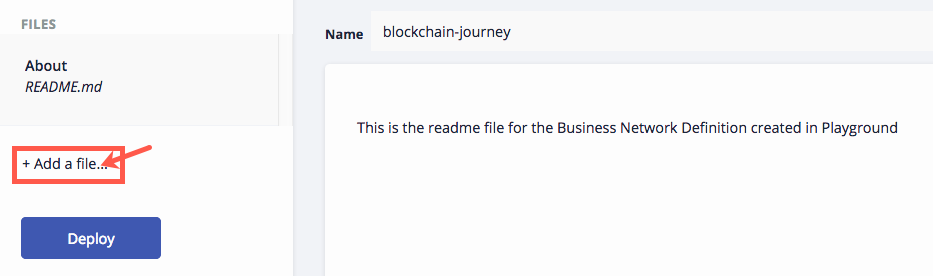 FILES
Name blockchain-journey
About
README.md
This is the readme file for the Business Network Definition created in Playground
+ Add a file...
Deploy